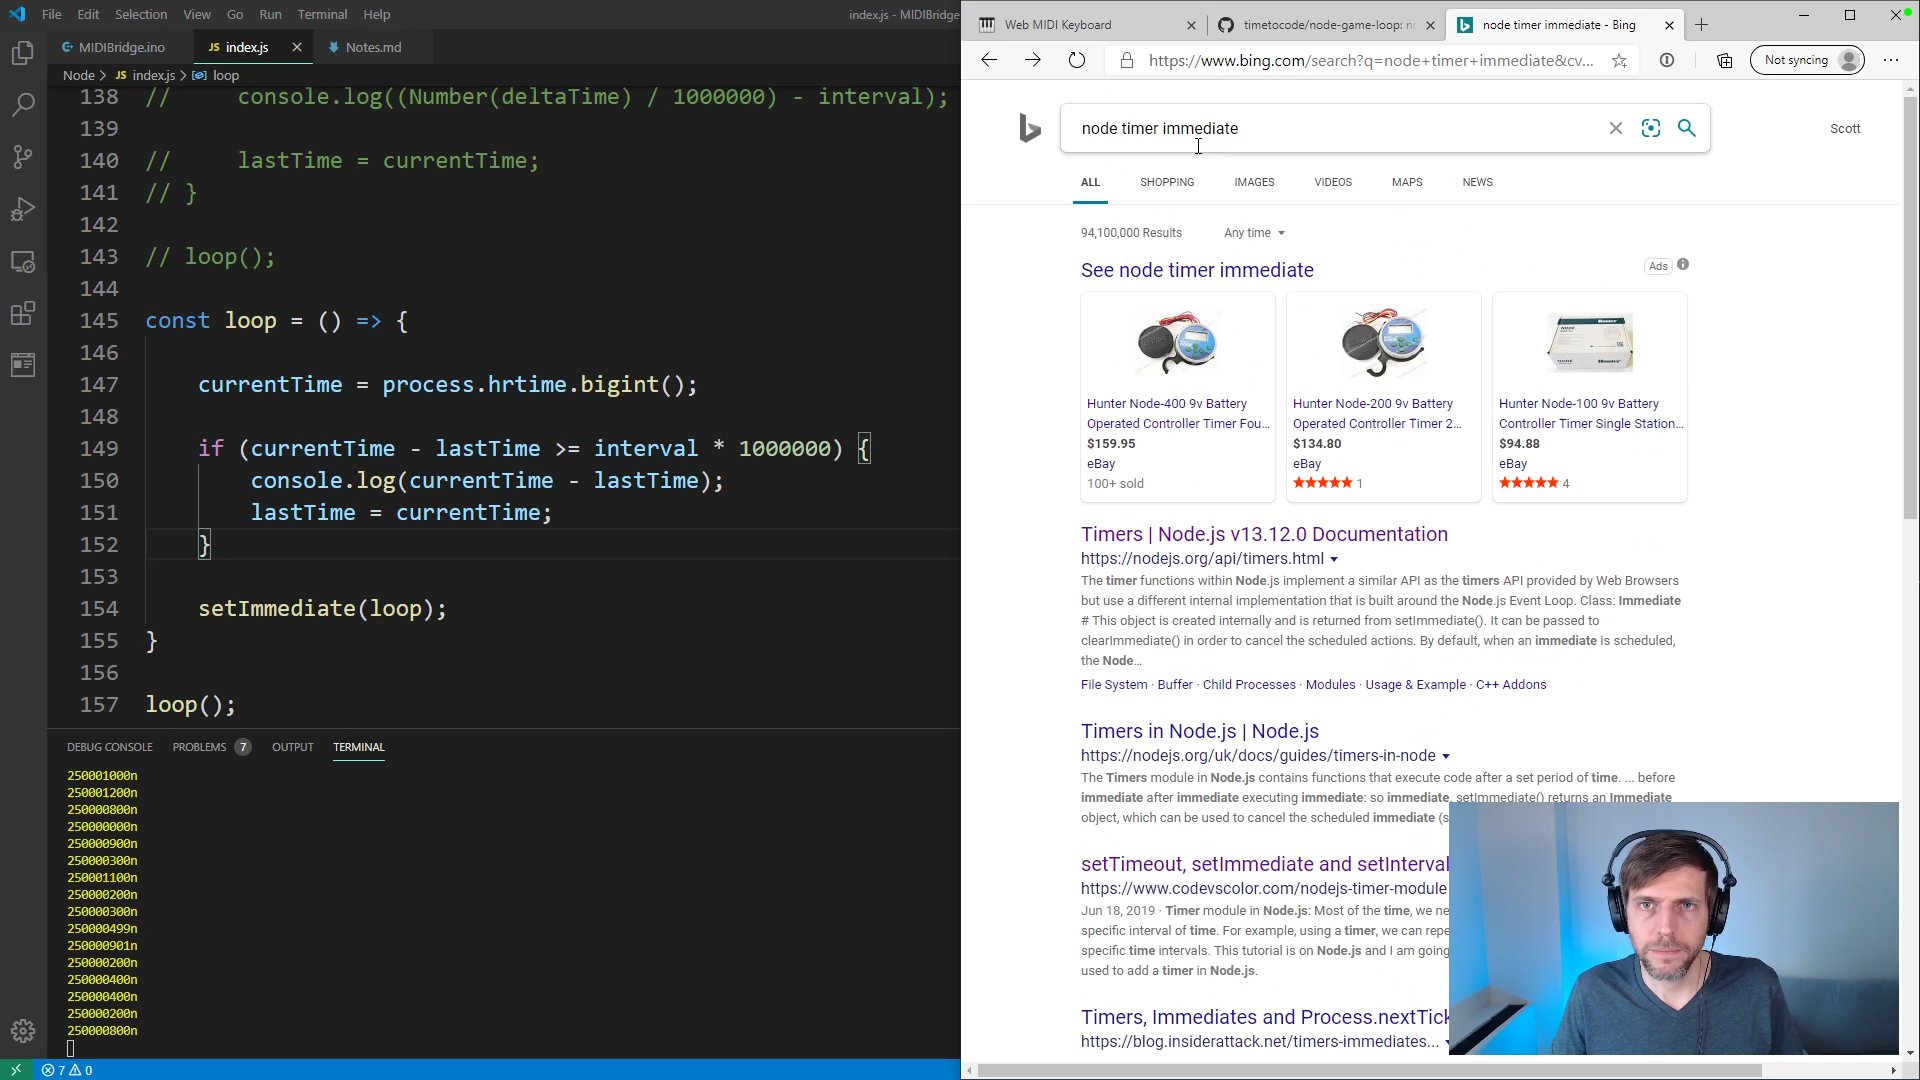 File Edit Selection View Go Run Terminal Help
index.js - MIDIBridge
MIDIBridge.ino
JS index.js
Notes.md
Node > JS index.js > loop
138 //     console.log((Number(deltaTime) / 1000000) - interval);
139
140 //     lastTime = currentTime;
141 // }
142
143 // loop();
144
145 const loop = () => {
146
147     currentTime = process.hrtime.bigint();
148
149     if (currentTime - lastTime >= interval * 1000000) {
150         console.log(currentTime - lastTime);
151         lastTime = currentTime;
152     }
153
154     setImmediate(loop);
155 }
156
157 loop();
DEBUG CONSOLE PROBLEMS 7 OUTPUT TERMINAL
250001000n
250001200n
250000800n
250000000n
250000900n
250000300n
250001100n
250000200n
250000300n
250000499n
250000901n
250000200n
250000400n
250000400n
250000200n
250000800n
7 0
Web MIDI Keyboard
timetocode/node-game-loop: no
node timer immediate - Bing
https://www.bing.com/search?q=node+timer+immediate&cv...
Not syncing
node timer immediate
Scott
ALL SHOPPING IMAGES VIDEOS MAPS NEWS
94,100,000 Results Any time
See node timer immediate
Ads
Hunter Node-400 9v Battery
Operated Controller Timer Fou...
$159.95
eBay
100+ sold
Hunter Node-200 9v Battery
Operated Controller Timer 2...
$134.80
eBay
1
Hunter Node-100 9v Battery
Controller Timer Single Station...
$94.88
eBay
4
Timers | Node.js v13.12.0 Documentation
https://nodejs.org/api/timers.html
The timer functions within Node.js implement a similar API as the timers API provided by Web Browsers
but use a different internal implementation that is built around the Node.js Event Loop. Class: Immediate
# This object is created internally and is returned from setImmediate(). It can be passed to
clearImmediate() in order to cancel the scheduled actions. By default, when an immediate is scheduled,
the Node...
File System · Buffer · Child Processes · Modules · Usage & Example · C++ Addons
Timers in Node.js | Node.js
https://nodejs.org/uk/docs/guides/timers-in-node
The Timers module in Node.js contains functions that execute code after a set period of time. ... before
immediate after immediate executing immediate: so immediate, setImmediate() returns an Immediate
object, which can be used to cancel the scheduled immediate (s
setTimeout, setImmediate and setInterval
https://www.codevscolor.com/nodejs-timer-module
Jun 18, 2019 · Timer module in Node.js: Most of the time, we ne
specific interval of time. For example, using a timer, we can repe
specific time intervals. This tutorial is on Node.js and I am going
used to add a timer in Node.js.
Timers, Immediates and Process.nextTick
https://blog.insiderattack.net/timers-immediates...